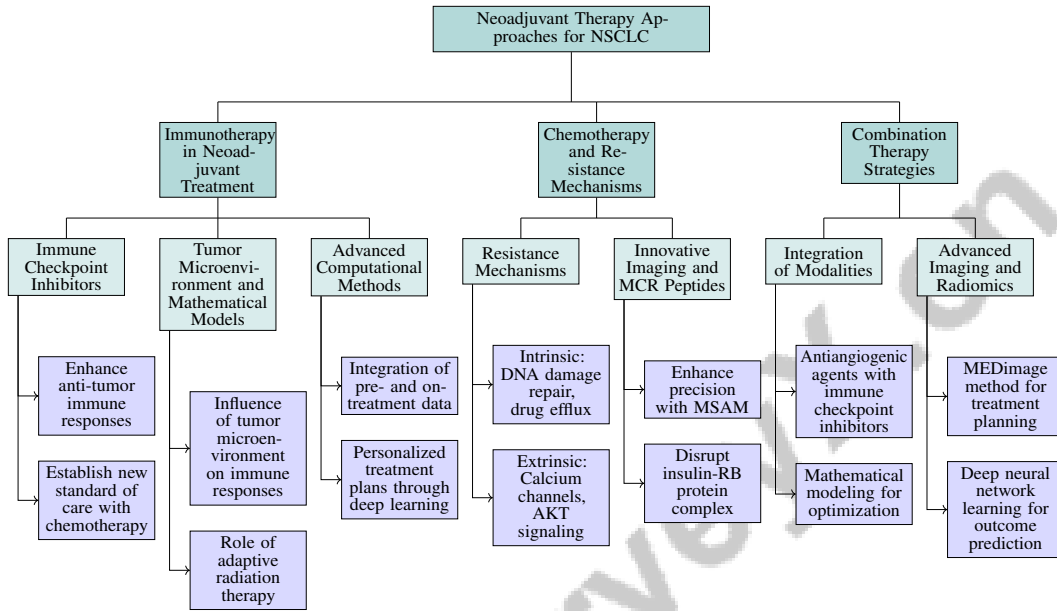 Neoadjuvant Therapy Ap-
proaches for NSCLC
Immunotherapy
in Neoad-
juvant
Treatment
Chemotherapy
and Re-
sistance
Mechanisms
Combination
Therapy
Strategies
Immune
Checkpoint
Inhibitors
Tumor
Microenvi-
ronment and
Mathematical
Models
Advanced
Computational
Methods
Resistance
Mechanisms
Innovative
Imaging and
MCR Peptides
Integration
of Modalities
Advanced
Imaging and
Radiomics
Enhance
anti-tumor
immune
responses
Establish new
standard of
care with
chemotherapy
Influence
of tumor
microen-
vironment
on immune
responses
Role of
adaptive
radiation
therapy
Integration of
pre- and on-
treatment data
Personalized
treatment
plans through
deep learning
Intrinsic:
DNA damage
repair,
drug efflux
Extrinsic:
Calcium
channels,
AKT
signaling
Enhance
precision
with MSAM
Disrupt
insulin-RB
protein
complex
Antiangiogenic
agents with
immune
checkpoint
inhibitors
Mathematical
modeling for
optimization
MEDimage
method for
treatment
planning
Deep neural
network
learning for
outcome
prediction